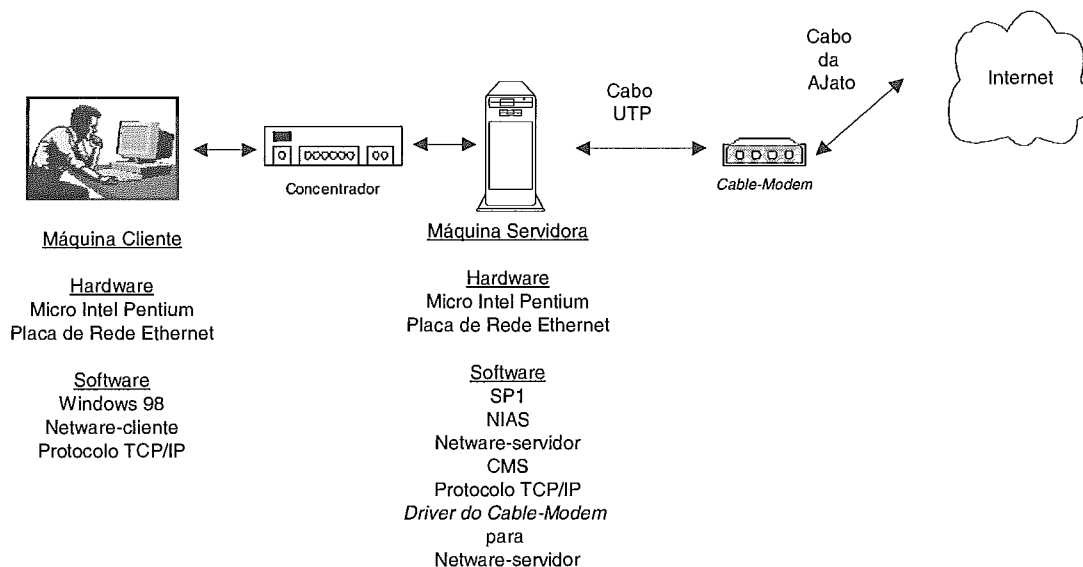 Cabo
da
AJato
Internet
Cabo
UTP
Concentrador
Cable-Modem
Máquina Cliente
Hardware
Micro Intel Pentium
Placa de Rede Ethernet
Software
Windows 98
Netware-cliente
Protocolo TCP/IP
Máquina Servidora
Hardware
Micro Intel Pentium
Placa de Rede Ethernet
Software
SP1
NIAS
Netware-servidor
CMS
Protocolo TCP/IP
Driver do Cable-Modem
para
Netware-servidor